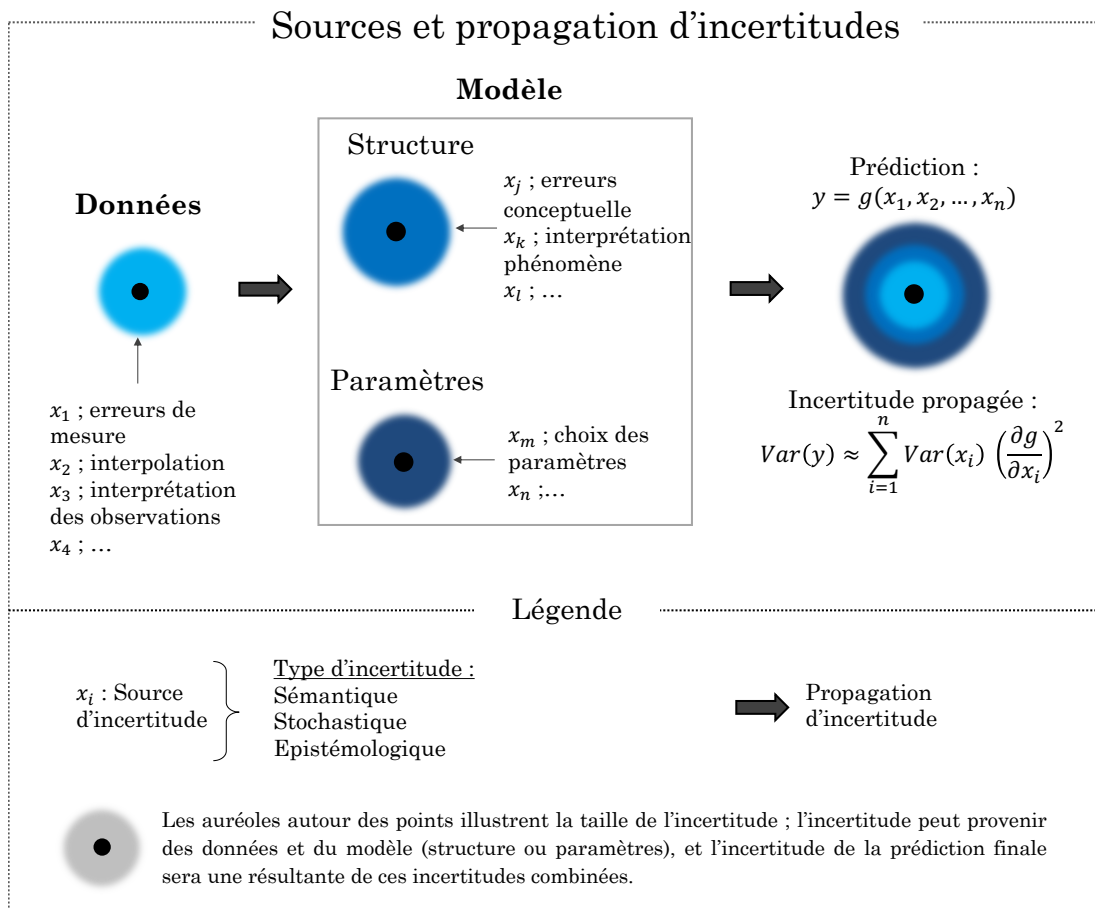 Sources et propagation d'incertitudes
Données
x₁ ; erreurs de
mesure
x₂ ; interpolation
x₃ ; interprétation
des observations
x₄ ; …
Modèle
Structure
xⱼ ; erreurs
conceptuelle
xₖ ; interprétation
phénomène
xₗ ; …
Paramètres
xₘ ; choix des
paramètres
xₙ ;…
Prédiction :
y = g(x₁, x₂, … , xₙ)
Incertitude propagée :
Var(y) ≈ ∑ⁿᵢ₌₁ Var(xᵢ) (∂g/∂xᵢ)²
Légende
xᵢ : Source
d'incertitude
Type d'incertitude :
Sémantique
Stochastique
Epistémologique
Propagation
d'incertitude
Les auréoles autour des points illustrent la taille de l'incertitude ; l'incertitude peut provenir
des données et du modèle (structure ou paramètres), et l'incertitude de la prédiction finale
sera une résultante de ces incertitudes combinées.